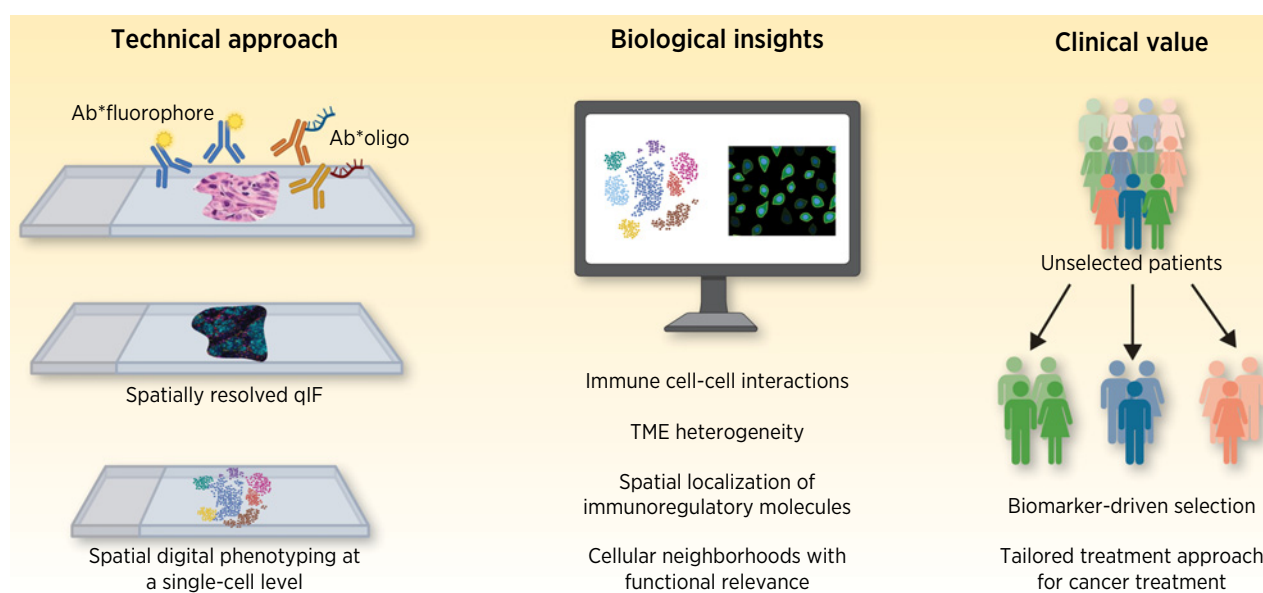 Technical approach
Ab*fluorophore
Ab*oligo
Spatially resolved qIF
Spatial digital phenotyping at
a single-cell level
Biological insights
Immune cell-cell interactions
TME heterogeneity
Spatial localization of
immunoregulatory molecules
Cellular neighborhoods with
functional relevance
Clinical value
Unselected patients
Biomarker-driven selection
Tailored treatment approach
for cancer treatment